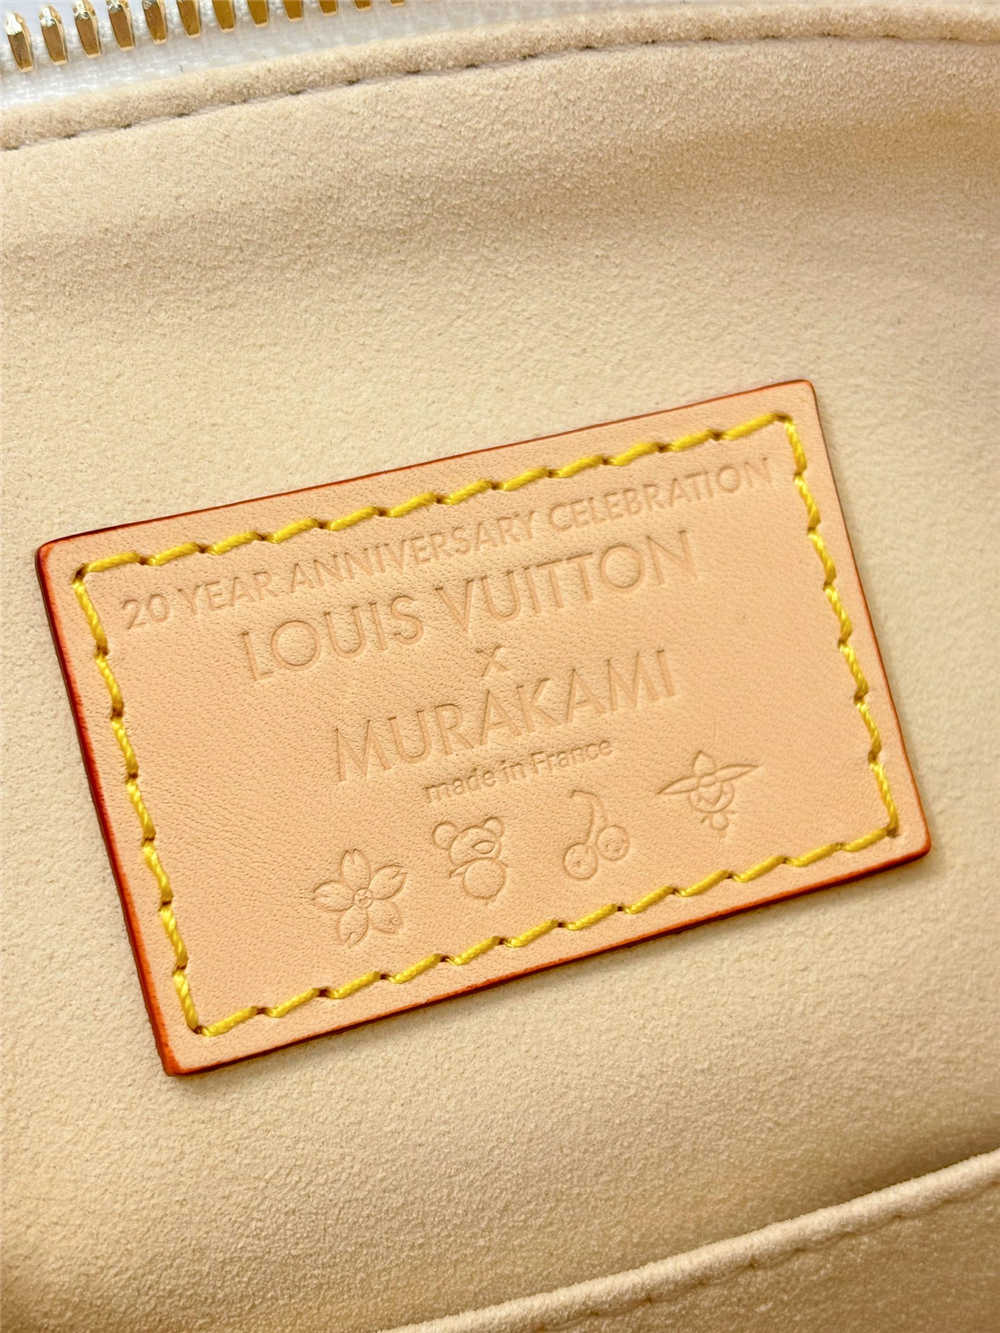 20 YEAR ANNIVERSARY CELEBRATION
LOUIS VUITTON
x
MURAKAMI
made in France